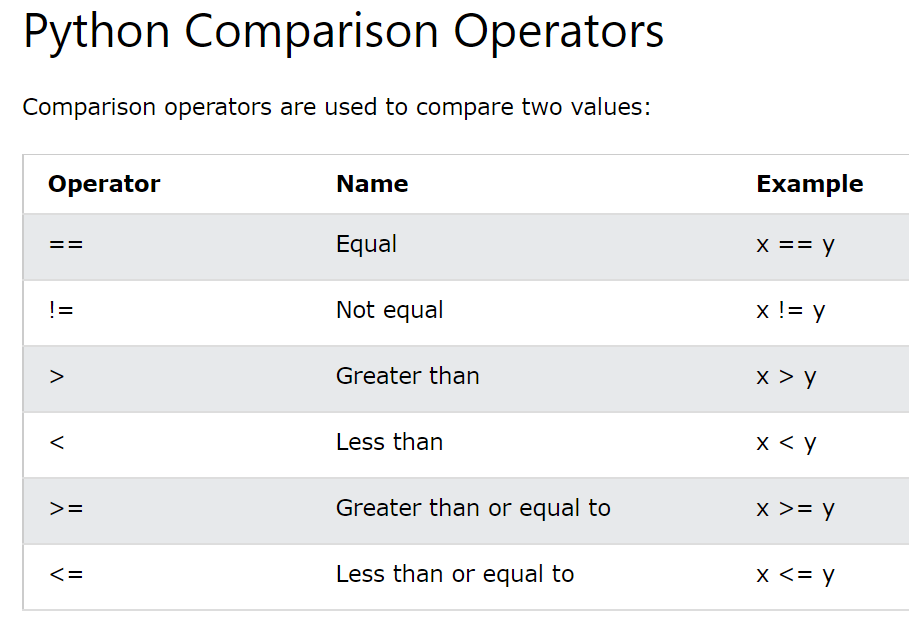 Python Comparison Operators
Comparison operators are used to compare two values:
Operator Name Example
== Equal x == y
!= Not equal x != y
> Greater than x > y
< Less than x < y
>= Greater than or equal to x >= y
<= Less than or equal to x <= y